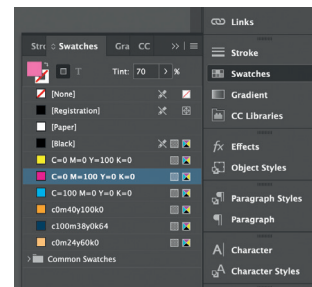 Links
Stro Swatches Gra CC
Stroke
T Tint: 70 > %
Swatches
[None]
Gradient
[Registration]
CC Libraries
[Paper]
[Black]
fx Effects
C=0 M=0 Y=100 K=0
Object Styles
C=0 M=100 Y=0 K=0
C=100 M=0 Y=0 K=0
Paragraph Styles
c0m40y100k0
Paragraph
c100m38y0k64
c0m24y60k0
Character
Common Swatches
Character Styles